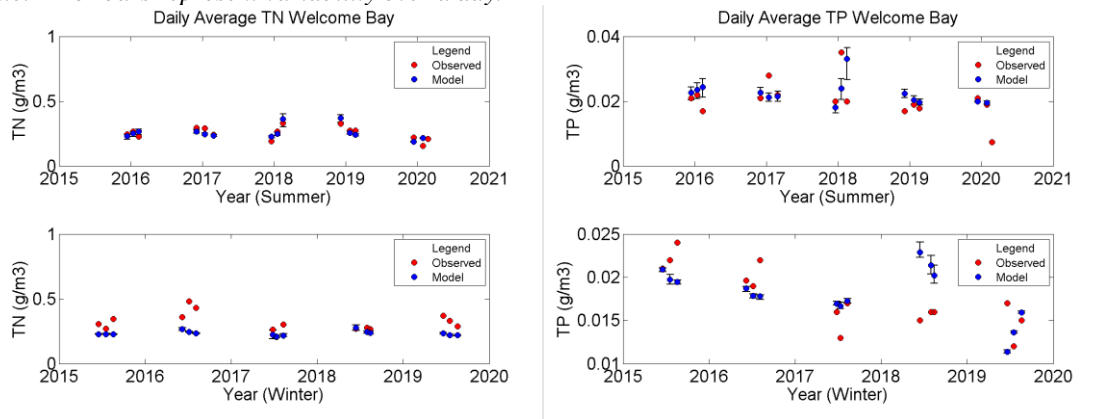 Daily Average TN Welcome Bay
1
Legend
Observed
Model
TN (g/m3)
0.5
0
2015 2016 2017 2018 2019 2020 2021
Year (Summer)
1
Legend
Observed
Model
TN (g/m3)
0.5
0
2015 2016 2017 2018 2019 2020
Year (Winter)
Daily Average TP Welcome Bay
0.04
Legend
Observed
Model
TP (g/m3)
0.02
0
2015 2016 2017 2018 2019 2020 2021
Year (Summer)
0.025
Legend
Observed
Model
0.02
TP (g/m3)
0.015
0.01
2015 2016 2017 2018 2019 2020
Year (Winter)